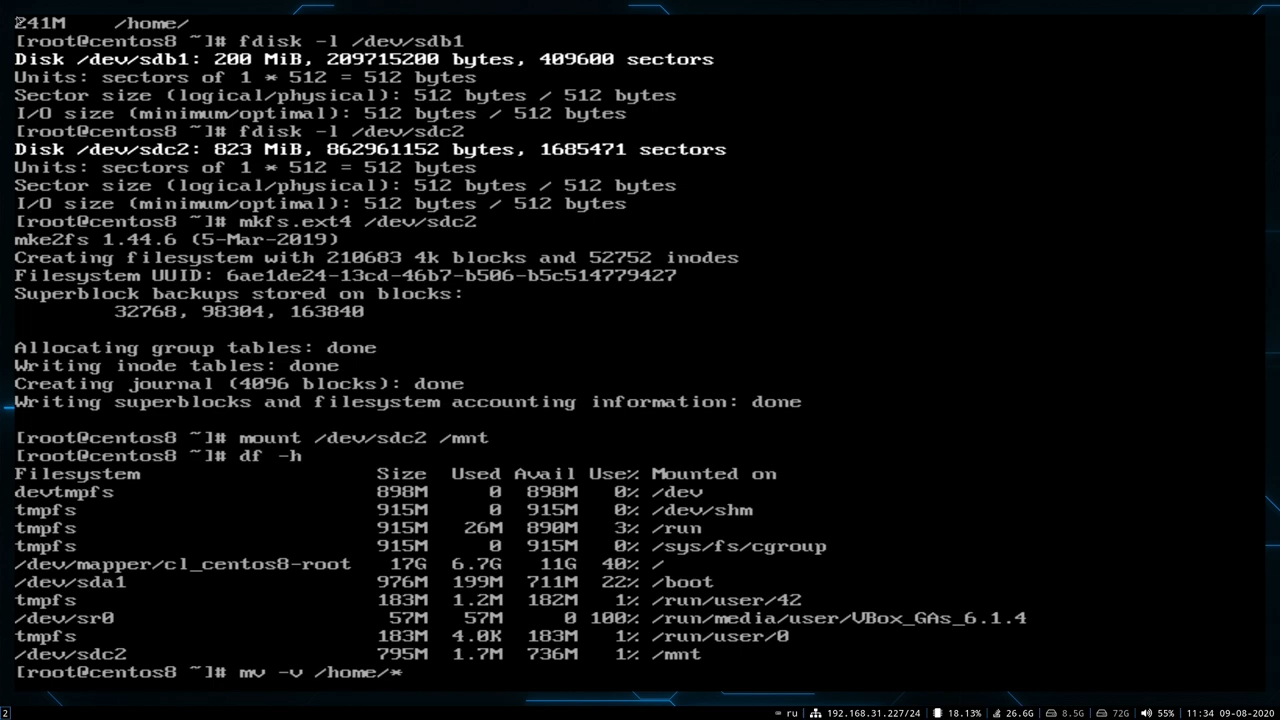 241M    /home/
[root@centos8 ~]# fdisk -l /dev/sdb1
Disk /dev/sdb1: 200 MiB, 209715200 bytes, 409600 sectors
Units: sectors of 1 * 512 = 512 bytes
Sector size (logical/physical): 512 bytes / 512 bytes
I/O size (minimum/optimal): 512 bytes / 512 bytes
[root@centos8 ~]# fdisk -l /dev/sdc2
Disk /dev/sdc2: 823 MiB, 862961152 bytes, 1685471 sectors
Units: sectors of 1 * 512 = 512 bytes
Sector size (logical/physical): 512 bytes / 512 bytes
I/O size (minimum/optimal): 512 bytes / 512 bytes
[root@centos8 ~]# mkfs.ext4 /dev/sdc2
mke2fs 1.44.6 (5-Mar-2019)
Creating filesystem with 210683 4k blocks and 52752 inodes
Filesystem UUID: 6ae1de24-13cd-46b7-b506-b5c514779427
Superblock backups stored on blocks:
        32768, 98304, 163840
Allocating group tables: done
Writing inode tables: done
Creating journal (4096 blocks): done
Writing superblocks and filesystem accounting information: done
[root@centos8 ~]# mount /dev/sdc2 /mnt
[root@centos8 ~]# df -h
Filesystem                   Size  Used Avail Use% Mounted on
devtmpfs                     898M     0  898M   0% /dev
tmpfs                        915M     0  915M   0% /dev/shm
tmpfs                        915M   26M  890M   3% /run
tmpfs                        915M     0  915M   0% /sys/fs/cgroup
/dev/mapper/cl_centos8-root   17G  6.7G   11G  40% /
/dev/sda1                    976M  199M  711M  22% /boot
tmpfs                        183M  1.2M  182M   1% /run/user/42
/dev/sr0                      57M   57M     0 100% /run/media/user/VBox_GAs_6.1.4
tmpfs                        183M  4.0K  183M   1% /run/user/0
/dev/sdc2                    795M  1.7M  736M   1% /mnt
[root@centos8 ~]# mv -v /home/*
2 ru 192.168.31.227/24 18.13% 26.6G 8.5G 72G 55% 11:34 09-08-2020